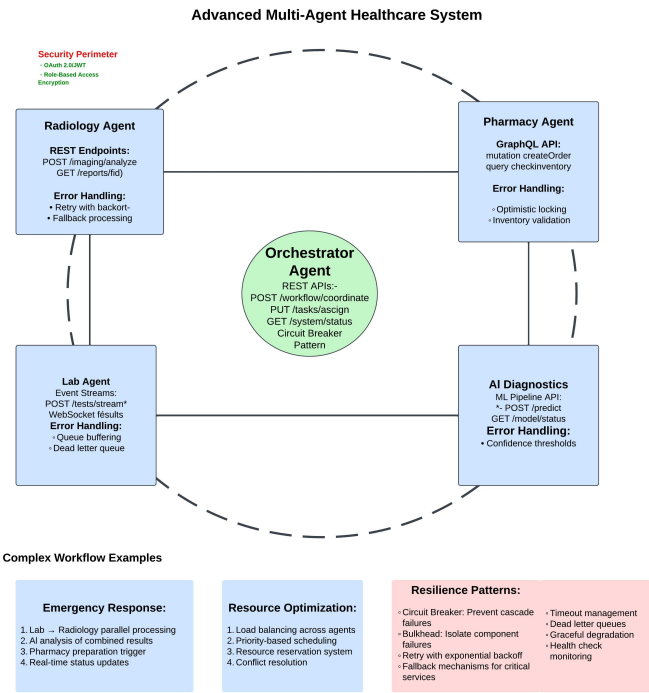 Advanced Multi-Agent Healthcare System
Security Perimeter
- OAuth 2.0/JWT
- Role-Based Access
Encryption
Radiology Agent
REST Endpoints:
POST /imaging/analyze
GET /reports/fid)
Error Handling:
• Retry with backort-
• Fallback processing
Pharmacy Agent
GraphQL API:
mutation createOrder
query checkinventory
Error Handling:
◦ Optimistic locking
◦ Inventory validation
Orchestrator
Agent
REST APIs:-
POST /workflow/coordinate
PUT /tasks/ascign
GET /system/status
Circuit Breaker
Pattern
Lab Agent
Event Streams:
POST /tests/stream*
WebSocket fésults
Error Handling:
◦ Queue buffering
◦ Dead letter queue
AI Diagnostics
ML Pipeline API:
*- POST /predict
GET /model/status
Error Handling:
• Confidence thresholds
Complex Workflow Examples
Emergency Response:
1. Lab → Radiology parallel processing
2. AI analysis of combined results
3. Pharmacy preparation trigger
4. Real-time status updates
Resource Optimization:
1. Load balancing across agents
2. Priority-based scheduling
3. Resource reservation system
4. Conflict resolution
Resilience Patterns:
◦ Circuit Breaker: Prevent cascade
failures
◦ Bulkhead: Isolate component
failures
◦ Retry with exponential backoff
◦ Fallback mechanisms for critical
services
◦ Timeout management
◦ Dead letter queues
◦ Graceful degradation
◦ Health check
monitoring